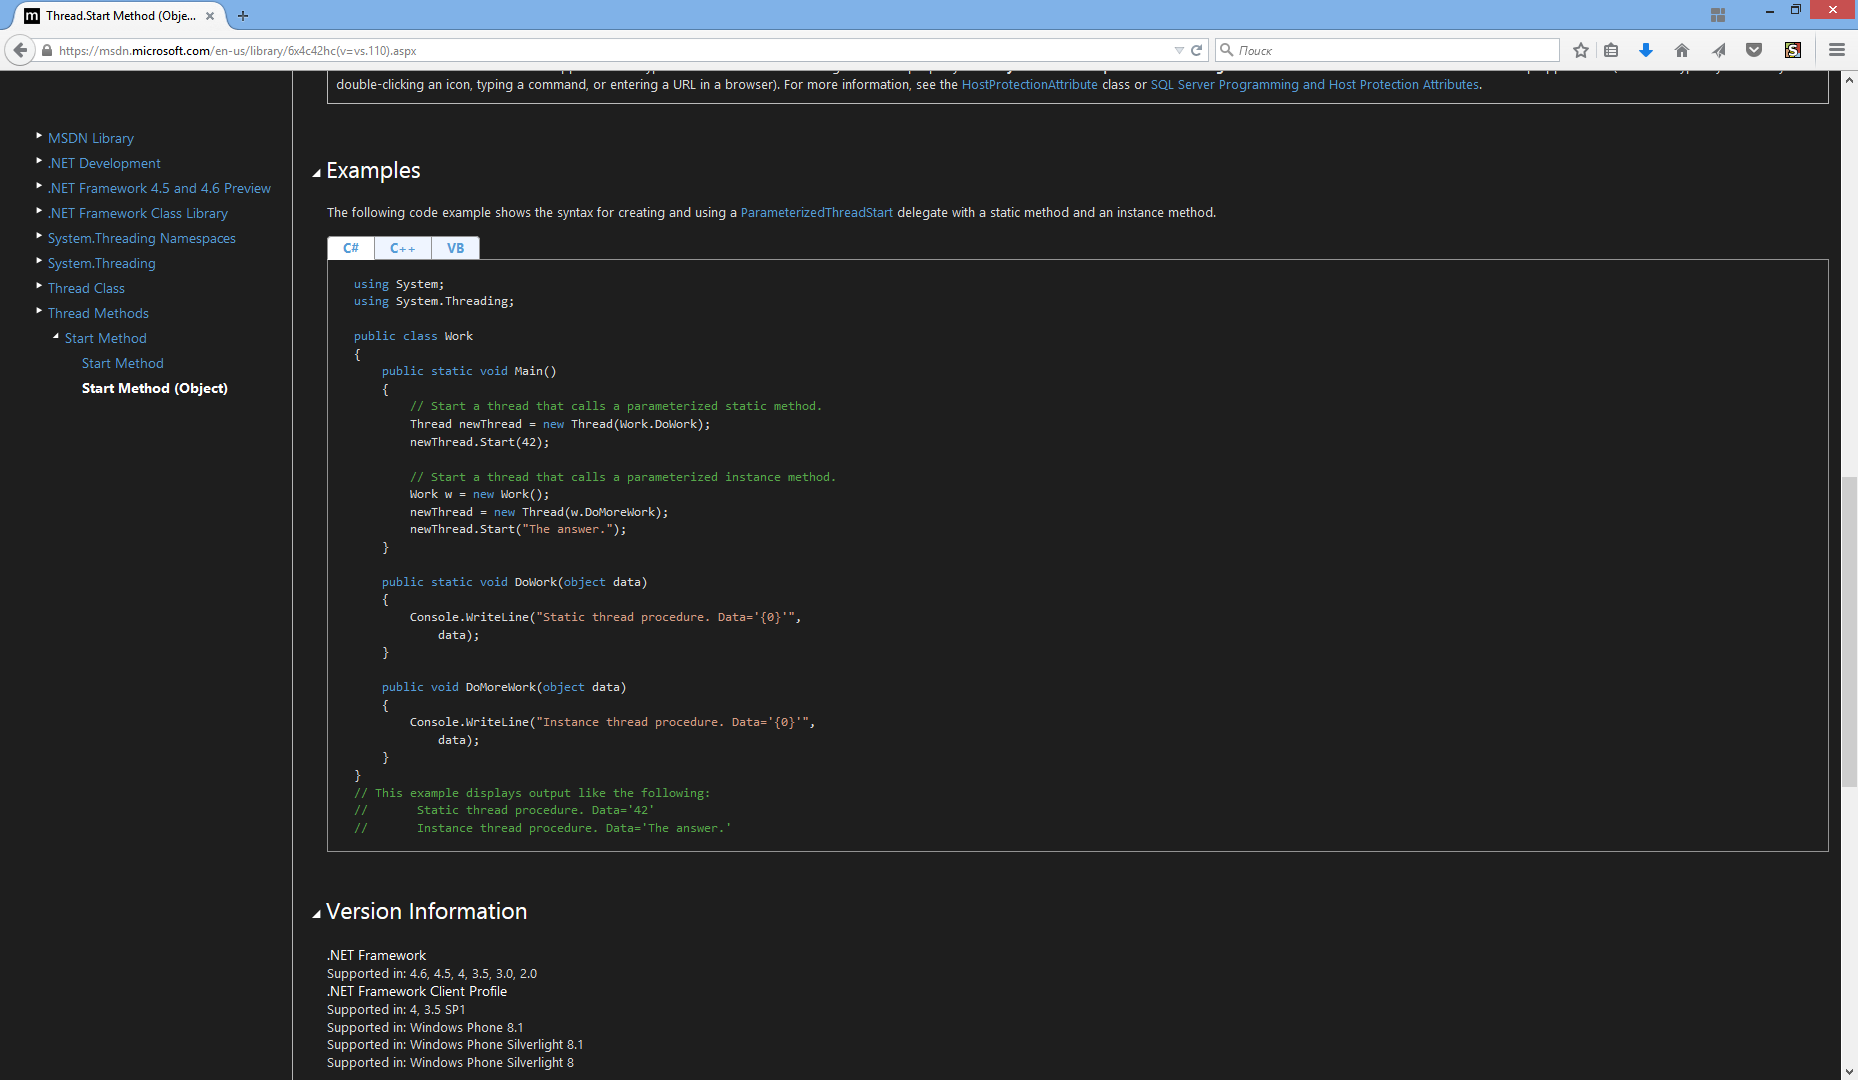 Thread.Start Method (Obje...
https://msdn.microsoft.com/en-us/library/6x4c42hc(v=vs.110).aspx
Поиск
double-clicking an icon, typing a command, or entering a URL in a browser). For more information, see the HostProtectionAttribute class or SQL Server Programming and Host Protection Attributes.
MSDN Library
.NET Development
.NET Framework 4.5 and 4.6 Preview
.NET Framework Class Library
System.Threading Namespaces
System.Threading
Thread Class
Thread Methods
Start Method
Start Method
Start Method (Object)
Examples
The following code example shows the syntax for creating and using a ParameterizedThreadStart delegate with a static method and an instance method.
C# C++ VB
using System;
using System.Threading;
public class Work
{
public static void Main()
{
// Start a thread that calls a parameterized static method.
Thread newThread = new Thread(Work.DoWork);
newThread.Start(42);
// Start a thread that calls a parameterized instance method.
Work w = new Work();
newThread = new Thread(w.DoMoreWork);
newThread.Start("The answer.");
}
public static void DoWork(object data)
{
Console.WriteLine("Static thread procedure. Data='{0}'",
data);
}
public void DoMoreWork(object data)
{
Console.WriteLine("Instance thread procedure. Data='{0}'",
data);
}
}
// This example displays output like the following:
// Static thread procedure. Data='42'
// Instance thread procedure. Data='The answer.'
Version Information
.NET Framework
Supported in: 4.6, 4.5, 4, 3.5, 3.0, 2.0
.NET Framework Client Profile
Supported in: 4, 3.5 SP1
Supported in: Windows Phone 8.1
Supported in: Windows Phone Silverlight 8.1
Supported in: Windows Phone Silverlight 8